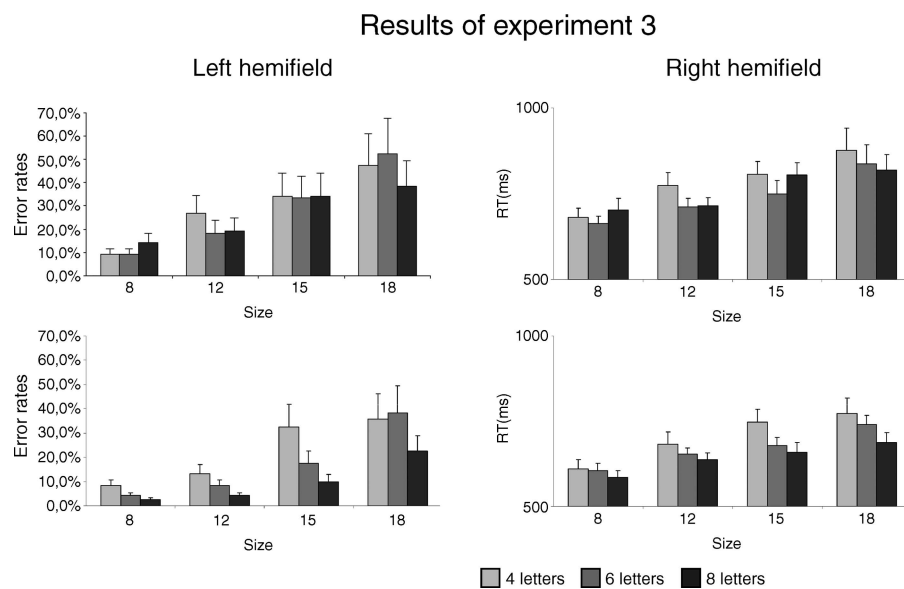 Results of experiment 3
Left hemifield
Right hemifield
Error rates
70,0%
60,0%
50,0%
40,0%
30,0%
20,0%
10,0%
0,0%
8 12 15 18
Size
RT(ms)
1000
500
8 12 15 18
Size
Error rates
70,0%
60,0%
50,0%
40,0%
30,0%
20,0%
10,0%
0,0%
8 12 15 18
Size
RT(ms)
1000
500
8 12 15 18
Size
4 letters 6 letters 8 letters